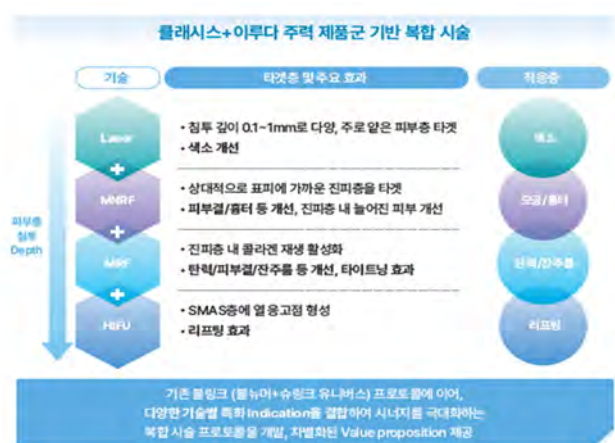 클래시스+이루다 주력 제품군 기반 복합 시술
기술
타겟층 및 주요 효과
적응증
피부층
침투
Depth
Laser
• 침투 깊이 0.1~1mm로 다양, 주로 얕은 피부층 타겟
• 색소 개선
색소
MNRF
• 상대적으로 표피에 가까운 진피층을 타겟
• 피부결/흉터 등 개선, 진피층 내 늘어진 피부 개선
모공/흉터
MRF
• 진피층 내 콜라겐 재생 활성화
• 탄력/피부결/잔주름 등 개선, 타이트닝 효과
탄력/잔주름
HIFU
• SMAS층에 열 응고점 형성
• 리프팅 효과
리프팅
기존 볼링크 (볼뉴머+슈링크 유니버스) 프로토콜에 이어,
다양한 기술별 특화 Indication을 결합하여 시너지를 극대화하는
복합 시술 프로토콜을 개발, 차별화된 Value proposition 제공